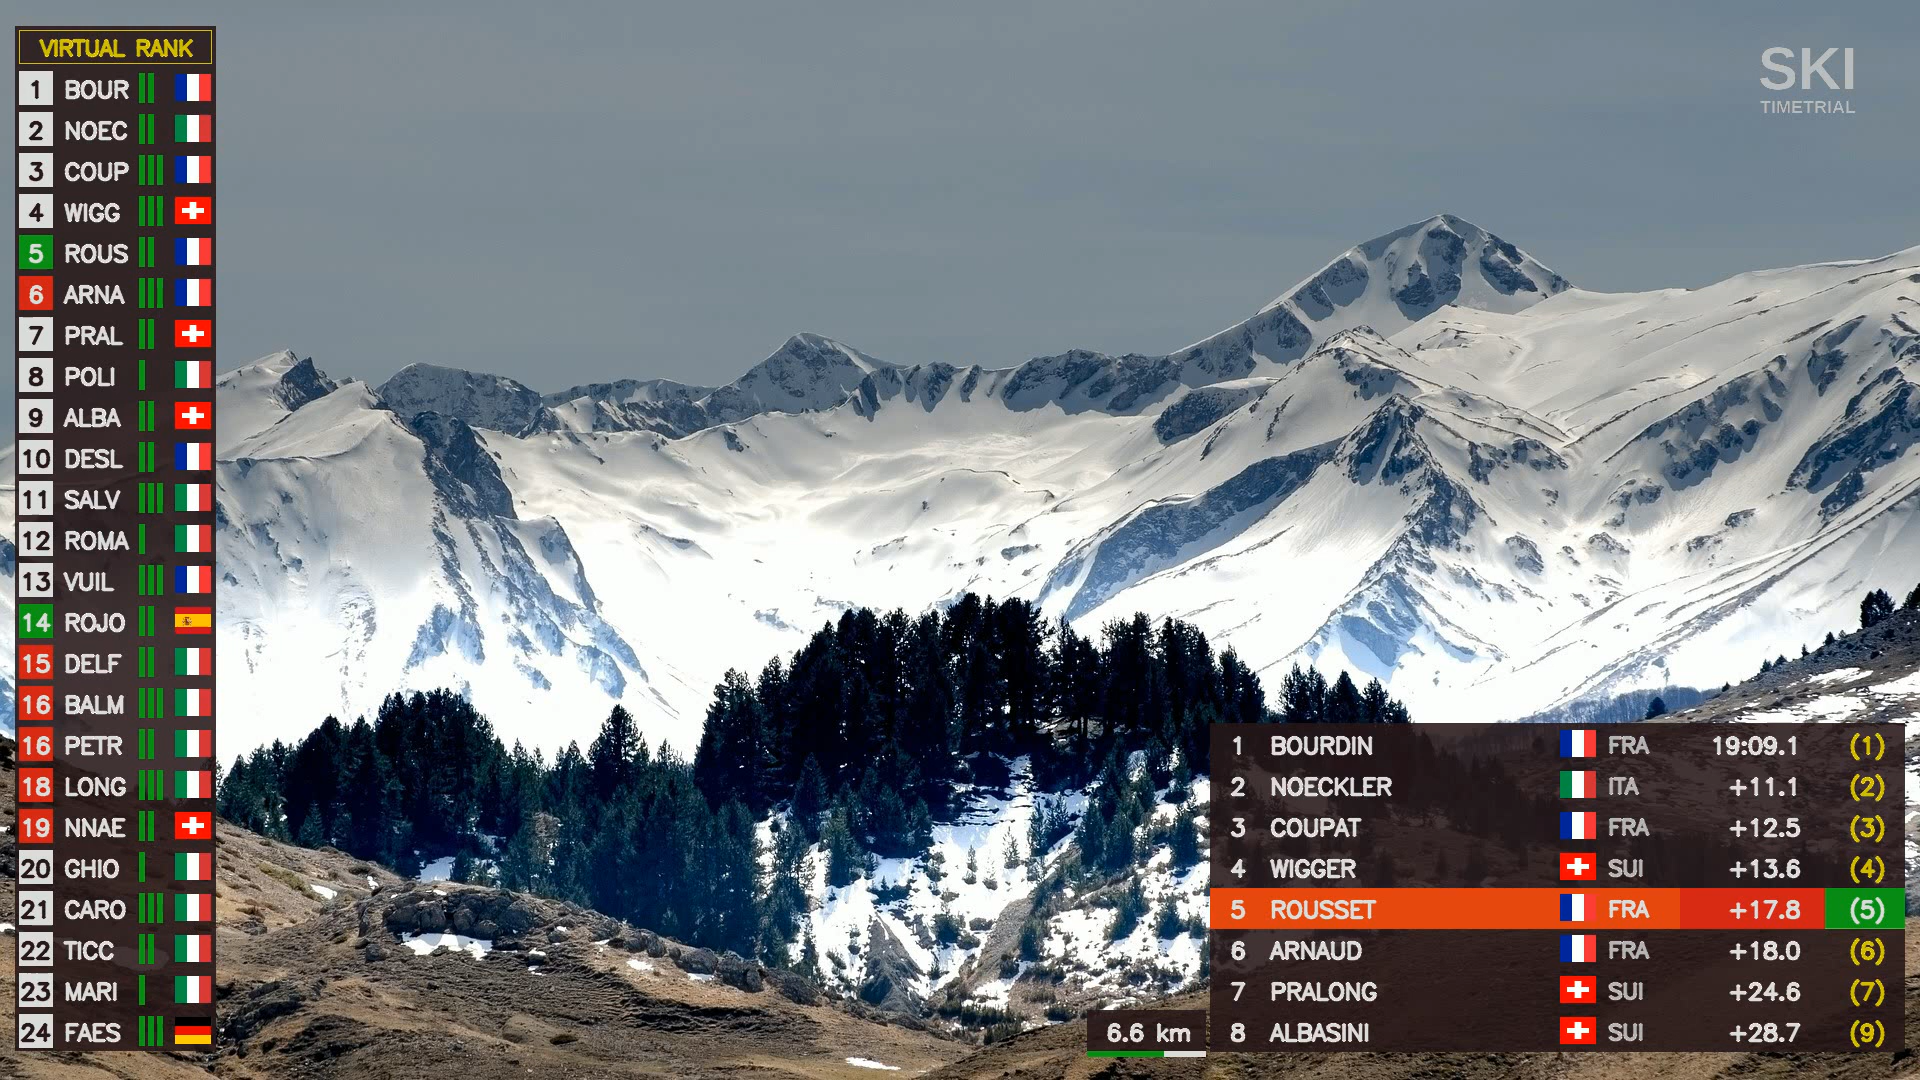 VIRTUAL RANK
1 BOUR
2 NOEC
3 COUP
4 WIGG
5 ROUS
6 ARNA
7 PRAL
8 POLI
9 ALBA
10 DESL
11 SALV
12 ROMA
13 VUIL
14 ROJO
15 DELF
16 BALM
16 PETR
18 LONG
19 NNAE
20 GHIO
21 CARO
22 TICC
23 MARI
24 FAES
SKI
TIMETRIAL
1 BOURDIN FRA 19:09.1 (1)
2 NOECKLER ITA +11.1 (2)
3 COUPAT FRA +12.5 (3)
4 WIGGER SUI +13.6 (4)
5 ROUSSET FRA +17.8 (5)
6 ARNAUD FRA +18.0 (6)
7 PRALONG SUI +24.6 (7)
8 ALBASINI SUI +28.7 (9)
6.6 km